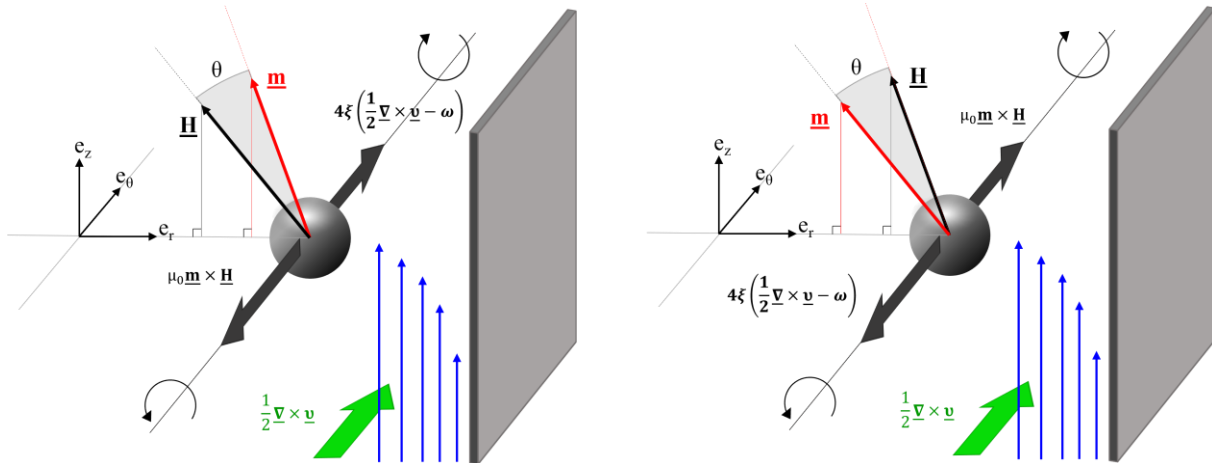 θ
m
H
4ξ(1/2 ∇ × υ − ω)
e_z
e_θ
e_r
μ₀m × H
1/2 ∇ × υ
θ
H
m
μ₀m × H
e_z
e_θ
e_r
4ξ(1/2 ∇ × υ − ω)
1/2 ∇ × υ